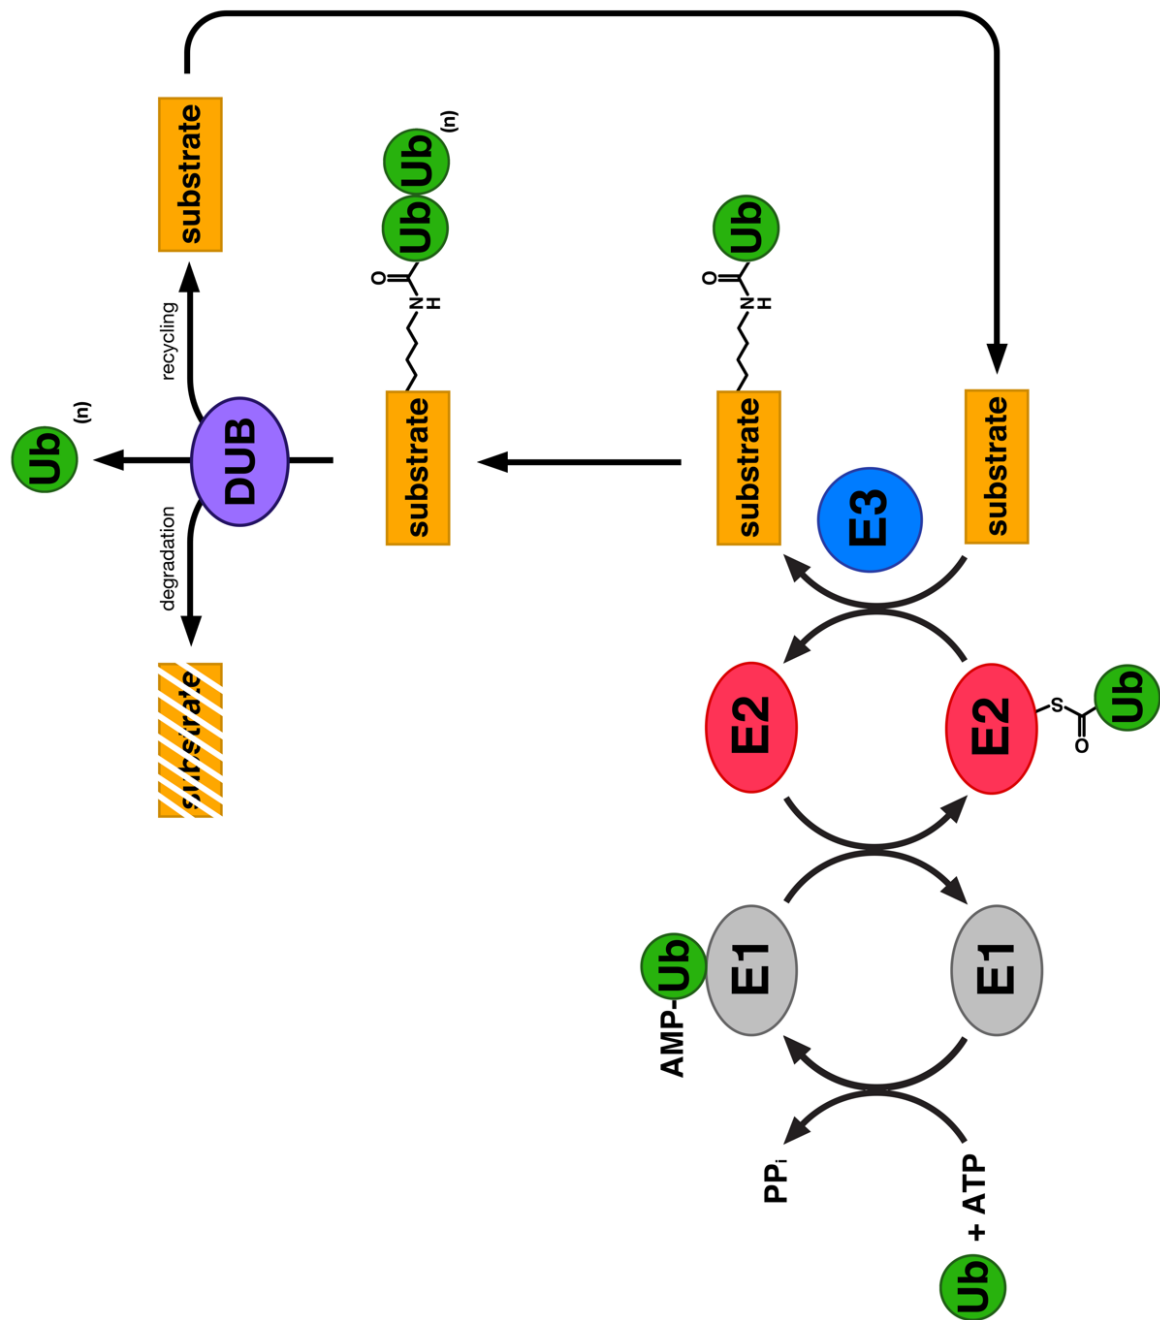 Ub
(n)
degradation
recycling
substrate
substrate
DUB
O
substrate
N
H
Ub
Ub
(n)
AMP-Ub
O
E1
E2
substrate
N
H
Ub
PPi
E3
Ub + ATP
E1
E2
substrate
S
O
Ub